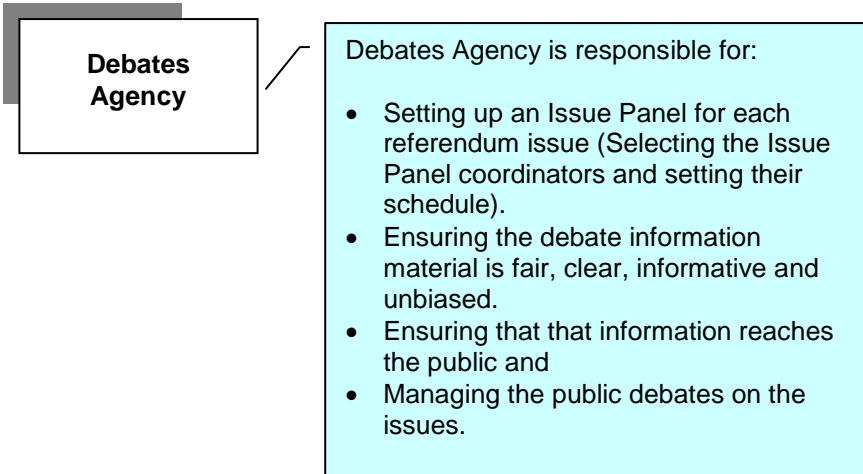 Debates
Agency
Debates Agency is responsible for:
• Setting up an Issue Panel for each
referendum issue (Selecting the Issue
Panel coordinators and setting their
schedule).
• Ensuring the debate information
material is fair, clear, informative and
unbiased.
• Ensuring that that information reaches
the public and
• Managing the public debates on the
issues.